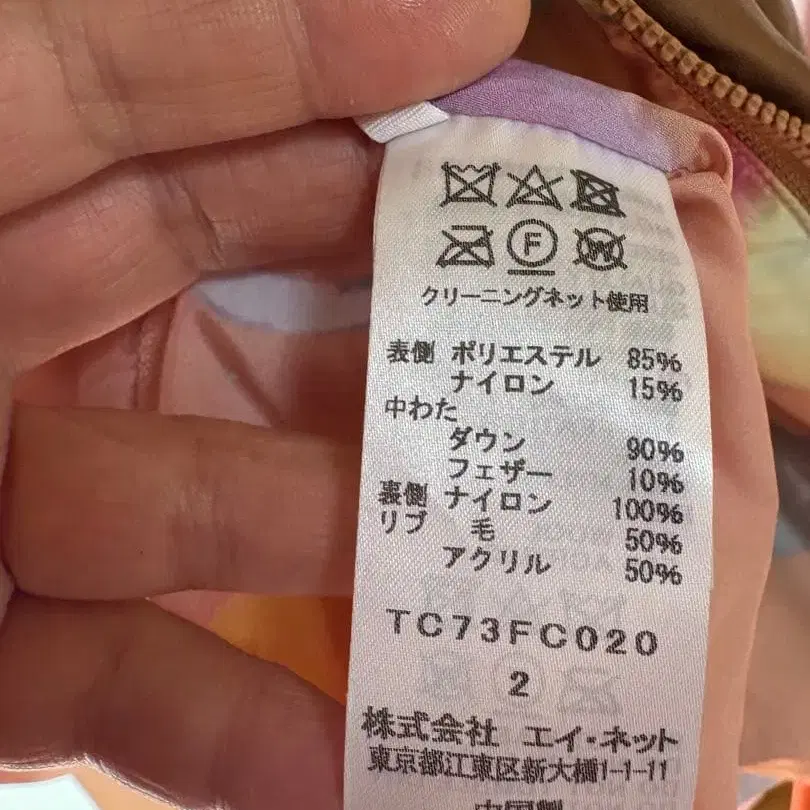 F W
クリーニングネット使用
表側 ポリエステル 85%
ナイロン 15%
中わた
ダウン 90%
フェザー 10%
裏側 ナイロン 100%
リブ 毛 50%
アクリル 50%
TC73FC020
2
株式会社 エイ・ネット
東京都江東区新大橋1-1-11
中国製